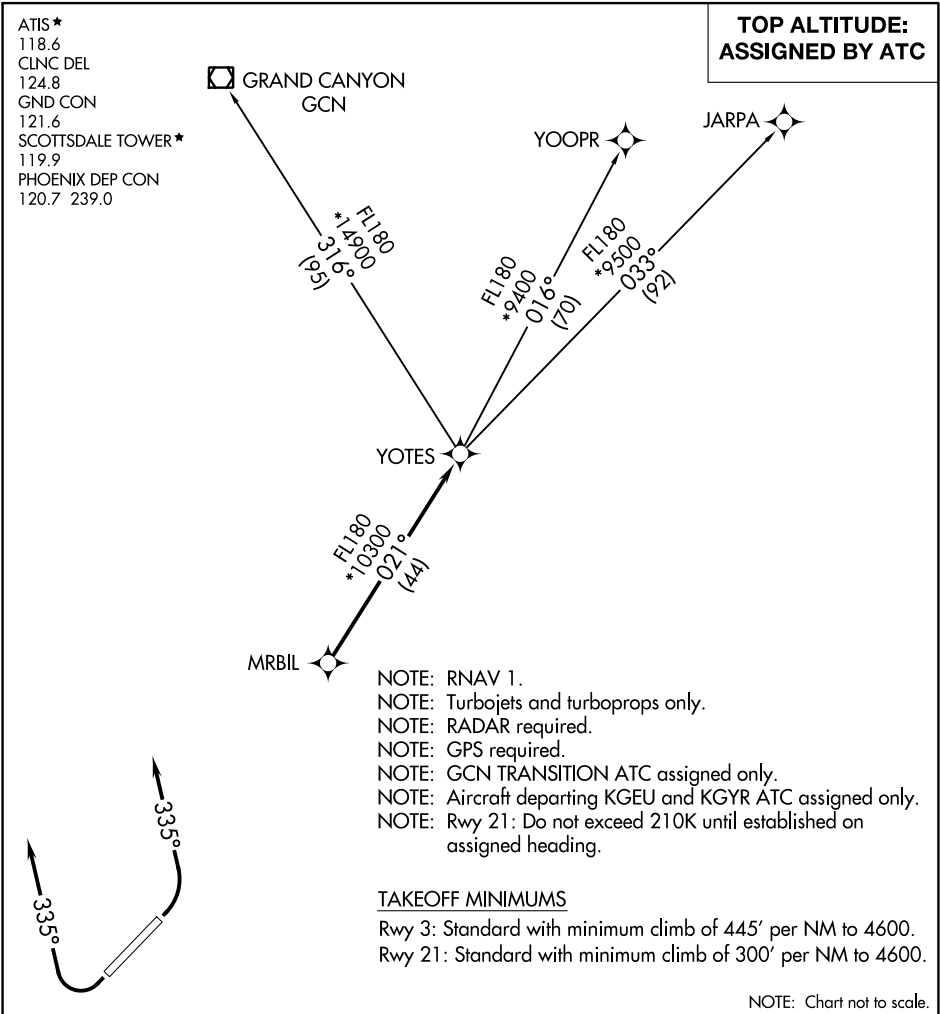 ATIS★
118.6
CLNC DEL
124.8
GND CON
121.6
SCOTTSDALE TOWER★
119.9
PHOENIX DEP CON
120.7 239.0
TOP ALTITUDE:
ASSIGNED BY ATC
GRAND CANYON
GCN
YOOPR
JARPA
FL180
*14900
316°
(95)
FL180
*9400
016°
(70)
FL180
*9500
033°
(92)
YOTES
FL180
*10300
021°
(44)
MRBIL
335°
335°
NOTE: RNAV 1.
NOTE: Turbojets and turboprops only.
NOTE: RADAR required.
NOTE: GPS required.
NOTE: GCN TRANSITION ATC assigned only.
NOTE: Aircraft departing KGEU and KGYR ATC assigned only.
NOTE: Rwy 21: Do not exceed 210K until established on
assigned heading.
TAKEOFF MINIMUMS
Rwy 3: Standard with minimum climb of 445' per NM to 4600.
Rwy 21: Standard with minimum climb of 300' per NM to 4600.
NOTE: Chart not to scale.